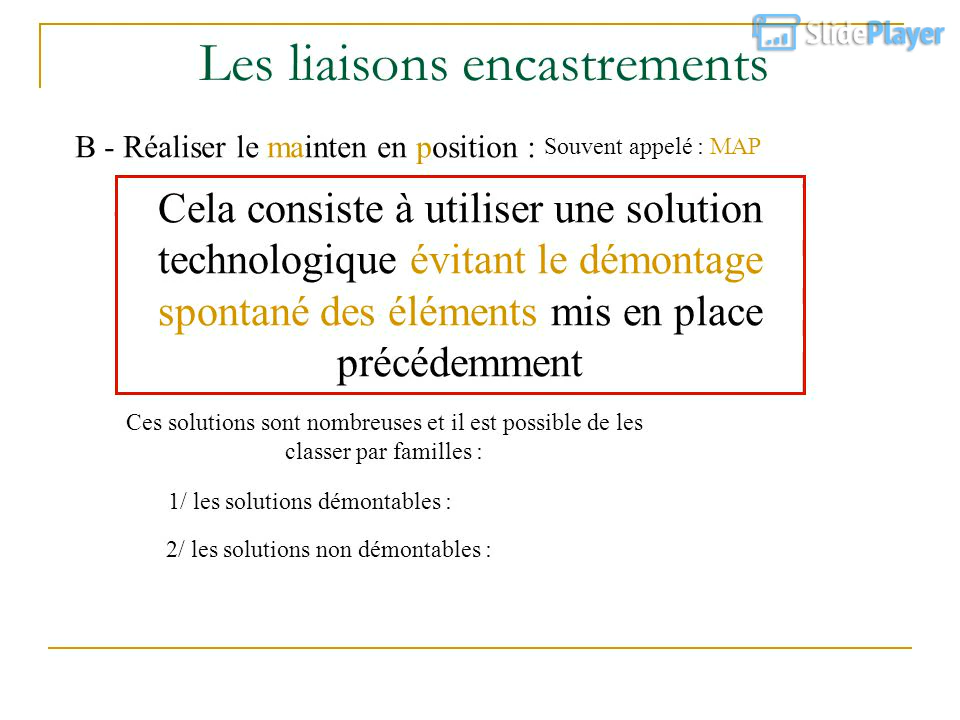 SlidePlayer
Les liaisons encastrements
B - Réaliser le mainten en position : Souvent appelé : MAP
Cela consiste à utiliser une solution
technologique évitant le démontage
spontané des éléments mis en place
précédemment
Ces solutions sont nombreuses et il est possible de les
classer par familles :
1/ les solutions démontables :
2/ les solutions non démontables :